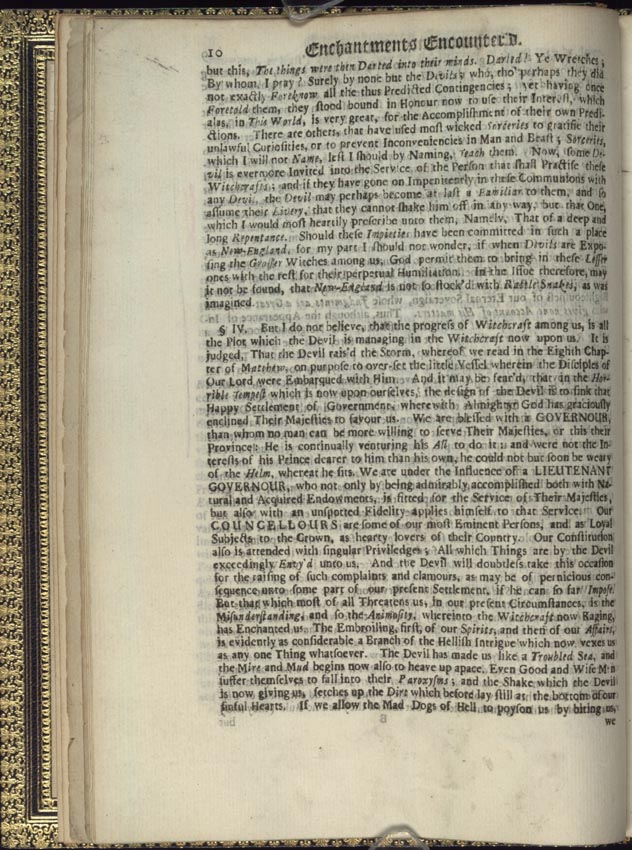 10
Enchantments Encounter'd.
but this, The things were then Darted into their minds. Darted! Ye Wretches;
By whom, I pray? Surely by none but the Devils; who, tho' perhaps they did
not exactly Foreknow all the thus Predicted Contingencies; yet having once
Foretold them, they stood bound in Honour now to use their Interest, which
alas, in This World, is very great, for the Accomplishment of their own Predi-
ctions. There are others, that have used most wicked Sorceries to gratifie their
unlawful Curiosities, or to prevent Inconveniencies in Man and Beast; Sorceries,
which I will not Name, lest I should by Naming, Teach them. Now, some De-
vil is evermore Invited into the Service of the Person that shall Practise these
Witchcrafts; and if they have gone on Impenitently in these Communions with
any Devil, the Devil may perhaps become at last a Familiar to them, and so
assume their Livery, that they cannot shake him off in any way, but that One,
which I would most heartily prescribe unto them, Namely, That of a deep and
long Repentance. Should these Impieties have been committed in such a place
as New-England, for my part I should not wonder, if when Devils are Expo-
sing the Grosser Witches among us, God permit them to bring in these Lesser
ones with the rest for their perpetual Humiliation. In the Issue therefore, may
it not be found, that New-England is not so stock'd with Rattle Snakes, as was
imagined.
§ IV. But I do not believe, that the progress of Witchcraft among us, is all
the Plot which the Devil is managing in the Witchcraft now upon us. It is
judged, That the Devil rais'd the Storm, whereof we read in the Eighth Chap-
ter of Matthew, on purpose to over-set the little Vessel wherein the Disciples of
Our Lord were Embarqued with Him. And it may be fear'd, that in the Hor-
rible Tempest which is now upon ourselves, the design of the Devil is to sink that
Happy Settlement of Government, wherewith Almighty God has graciously
enclined Their Majesties to favour us. We are blessed with a GOVERNOUR,
than whom no man can be more willing to serve Their Majesties, or this their
Province: He is continually venturing his All to do it: and were not the In-
terests of his Prince dearer to him than his own, he could not but soon be weary
of the Helm, whereat he sits. We are under the Influence of a LIEUTENANT
GOVERNOUR, who not only by being admirably accomplished both with Na-
tural and Acquired Endowments, is fitted for the Service of Their Majesties,
but also with an unspotted Fidelity applies himself to that Service. Our
COUNCELLOURS are some of our most Eminent Persons, and as Loyal
Subjects to the Crown, as hearty lovers of their Country. Our Constitution
also is attended with singular Priviledges; All which Things are by the Devil
exceedingly Envy'd unto us. And the Devil will doubtless take this occasion
for the raising of such complaints and clamours, as may be of pernicious con-
sequence unto some part of our present Settlement, if he can so far Impose.
But that which most of all Threatens us, in our present Circumstances, is the
Misunderstanding, and so the Animosity, whereinto the Witchcraft now Raging,
has Enchanted us. The Embroiling, first, of our Spirits, and then of our Affairs,
is evidently as considerable a Branch of the Hellish Intrigue which now vexes us
as any one Thing whatsoever. The Devil has made us like a Troubled Sea, and
the Mire and Mud begins now also to heave up apace. Even Good and Wise Men
suffer themselves to fall into their Paroxysms; and the Shake which the Devil
is now giving us, fetches up the Dirt which before lay still at the bottom of our
sinful Hearts. If we allow the Mad Dogs of Hell to poyson us by biting us,
we